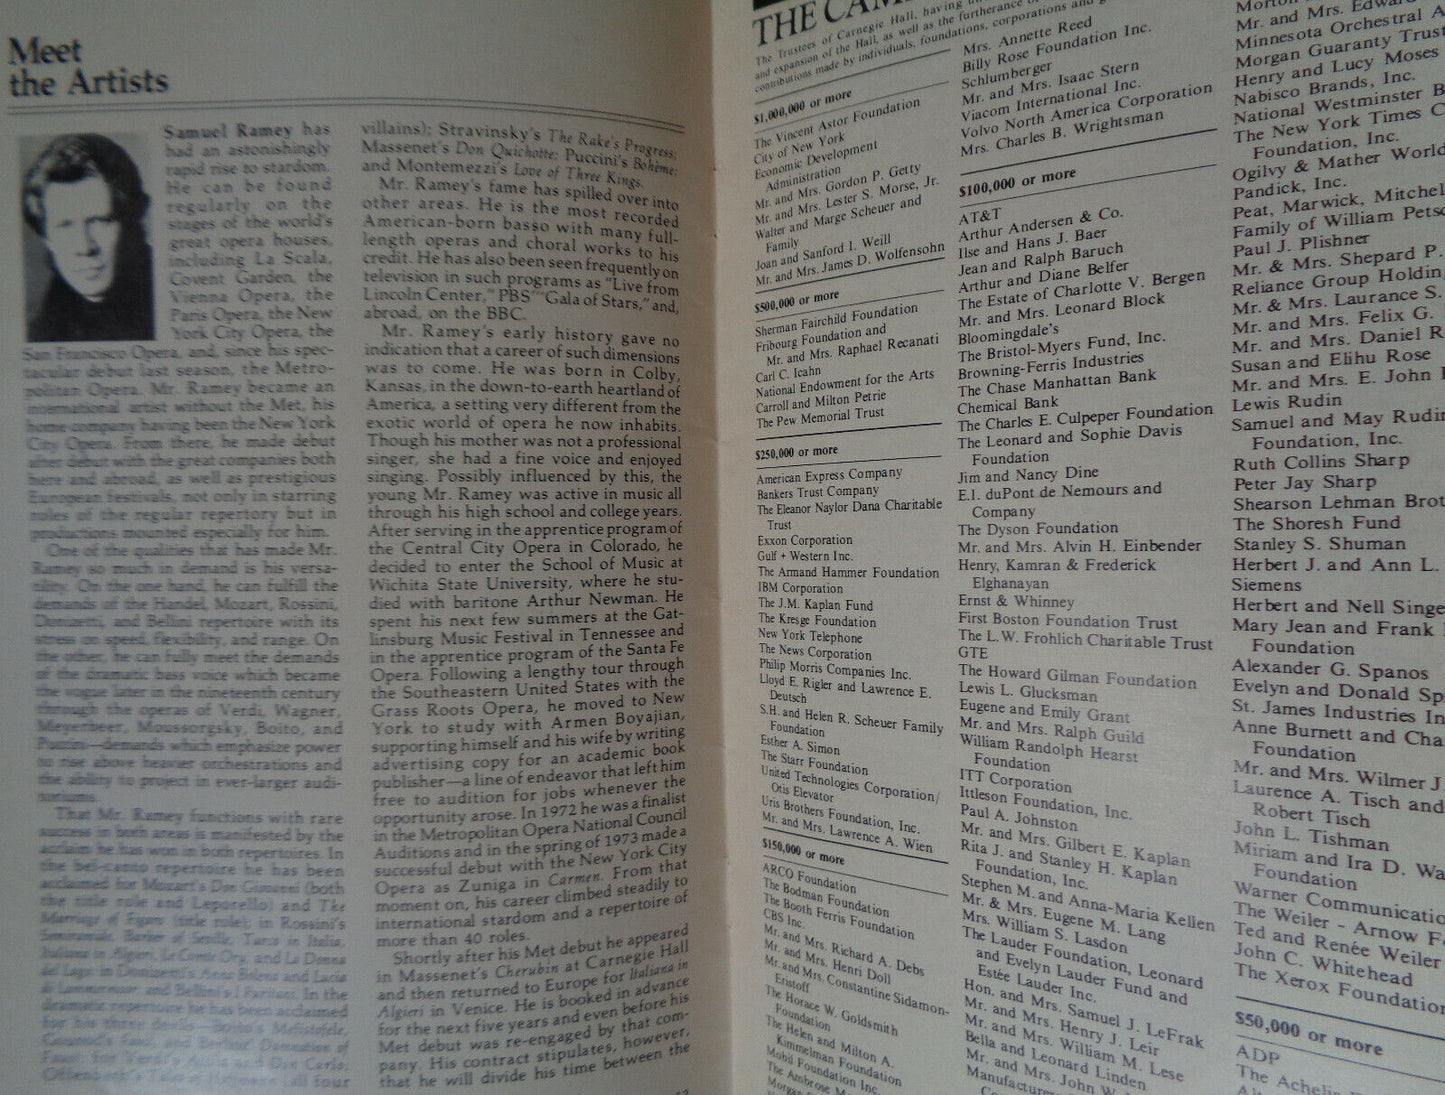 Meet
the Artists
Samuel Ramey has
had an astonishingly
rapid rise to stardom.
He can be found
regularly on the
stages of the world's
great opera houses,
including La Scala,
Covent Garden, the
Vienna Opera, the
Paris Opera, the New
York City Opera, the
San Francisco Opera, and, since his spec-
tacular debut last season, the Metro-
politan Opera. Mr. Ramey became an
international artist without the Met, his
home company having been the New York
City Opera. From there, he made debut
after debut with the great companies both
here and abroad, as well as prestigious
European festivals, not only in starring
roles of the regular repertory but in
productions mounted especially for him.
One of the qualities that has made Mr.
Ramey so much in demand is his versa-
tility. On the one hand, he can fulfill the
demands of the Handel, Mozart, Rossini,
Donizetti, and Bellini repertoire with its
stress on speed, flexibility, and range. On
the other, he can fully meet the demands
of the dramatic bass voice which became
the vogue later in the nineteenth century
through the operas of Verdi, Wagner,
Meyerbeer, Moussorgsky, Boito, and
Puccini—demands which emphasize power
to rise above heavier orchestrations and
the ability to project in ever-larger audi-
toriums.
That Mr. Ramey functions with rare
success in both areas is manifested by the
acclaim he has won in both repertoires. In
the bel-canto repertoire he has been
acclaimed for Mozart's Don Giovanni (both
the title role and Leporello) and The
Marriage of Figaro (title role); in Rossini's
Semiramide, Barber of Seville, Turco in Italia,
Italiana in Algieri, Le Comte Ory, and La Donna
del Lago; in Donizetti's Anna Bolena and Lucia
di Lammermoor; and Bellini's I Puritani. In the
dramatic repertoire he has been acclaimed
for his three devils—Boito's Mefistofele,
Gounod's Faust, and Berlioz' Damnation of
Faust; for Verdi's Attila and Don Carlo;
Offenbach's Tales of Hoffmann (all four
villains); Stravinsky's The Rake's Progress;
Massenet's Don Quichotte; Puccini's Bohème;
and Montemezzi's Love of Three Kings.
Mr. Ramey's fame has spilled over into
other areas. He is the most recorded
American-born basso with many full-
length operas and choral works to his
credit. He has also been seen frequently on
television in such programs as "Live from
Lincoln Center," PBS' "Gala of Stars," and,
abroad, on the BBC.
Mr. Ramey's early history gave no
indication that a career of such dimensions
was to come. He was born in Colby,
Kansas, in the down-to-earth heartland of
America, a setting very different from the
exotic world of opera he now inhabits.
Though his mother was not a professional
singer, she had a fine voice and enjoyed
singing. Possibly influenced by this, the
young Mr. Ramey was active in music all
through his high school and college years.
After serving in the apprentice program of
the Central City Opera in Colorado, he
decided to enter the School of Music at
Wichita State University, where he stu-
died with baritone Arthur Newman. He
spent his next few summers at the Gat-
linsburg Music Festival in Tennessee and
in the apprentice program of the Santa Fe
Opera. Following a lengthy tour through
the Southeastern United States with the
Grass Roots Opera, he moved to New
York to study with Armen Boyajian,
supporting himself and his wife by writing
advertising copy for an academic book
publisher—a line of endeavor that left him
free to audition for jobs whenever the
opportunity arose. In 1972 he was a finalist
in the Metropolitan Opera National Council
Auditions and in the spring of 1973 made a
successful debut with the New York City
Opera as Zuniga in Carmen. From that
moment on, his career climbed steadily to
international stardom and a repertoire of
more than 40 roles.
Shortly after his Met debut he appeared
in Massenet's Cherubin at Carnegie Hall
and then returned to Europe for Italiana in
Algieri in Venice. He is booked in advance
for the next five years and even before his
Met debut was re-engaged by that com-
pany. His contract stipulates, however,
that he will divide his time between the
THE CAM
The Trustees of Carnegie Hall, having
and expansion of the Hall, as well as the furtherance of
contributions made by individuals, foundations, corporations and
$1,000,000 or more
The Vincent Astor Foundation
City of New York
Economic Development
Administration
Mr. and Mrs. Gordon P. Getty
Mr. and Mrs. Lester S. Morse, Jr.
Walter and Marge Scheuer and
Family
Joan and Sanford I. Weill
Mr. and Mrs. James D. Wolfensohn
$500,000 or more
Sherman Fairchild Foundation
Fribourg Foundation and
Mr. and Mrs. Raphael Recanati
Carl C. Icahn
National Endowment for the Arts
Carroll and Milton Petrie
The Pew Memorial Trust
$250,000 or more
American Express Company
Bankers Trust Company
The Eleanor Naylor Dana Charitable
Trust
Exxon Corporation
Gulf + Western Inc.
The Armand Hammer Foundation
IBM Corporation
The J.M. Kaplan Fund
The Kresge Foundation
New York Telephone
The News Corporation
Philip Morris Companies Inc.
Lloyd E. Rigler and Lawrence E.
Deutsch
S.H. and Helen R. Scheuer Family
Foundation
Esther A. Simon
The Starr Foundation
United Technologies Corporation/
Otis Elevator
Uris Brothers Foundation, Inc.
Mr. and Mrs. Lawrence A. Wien
$150,000 or more
ARCO Foundation
The Bodman Foundation
The Booth Ferris Foundation
CBS Inc.
Mr. and Mrs. Richard A. Debs
Mr. and Mrs. Henri Doll
Mr. and Mrs. Constantine Sidamon-
Eristoff
The Horace W. Goldsmith
Foundation
The Helen and Milton A.
Kimmelman Foundation
Mobil Foundation Inc.
The Ambrose
Morgan
Mrs. Annette Reed
Billy Rose Foundation Inc.
Schlumberger
Mr. and Mrs. Isaac Stern
Viacom International Inc.
Volvo North America Corporation
Mrs. Charles B. Wrightsman
$100,000 or more
AT&T
Arthur Andersen & Co.
Ilse and Hans J. Baer
Jean and Ralph Baruch
Arthur and Diane Belfer
The Estate of Charlotte V. Bergen
Mr. and Mrs. Leonard Block
Bloomingdale's
The Bristol-Myers Fund, Inc.
Browning-Ferris Industries
The Chase Manhattan Bank
Chemical Bank
The Charles E. Culpeper Foundation
The Leonard and Sophie Davis
Foundation
Jim and Nancy Dine
E.I. duPont de Nemours and
Company
The Dyson Foundation
Mr. and Mrs. Alvin H. Einbender
Henry, Kamran & Frederick
Elghanayan
Ernst & Whinney
First Boston Foundation Trust
The L.W. Frohlich Charitable Trust
GTE
The Howard Gilman Foundation
Lewis L. Glucksman
Eugene and Emily Grant
Mr. and Mrs. Ralph Guild
William Randolph Hearst
Foundation
ITT Corporation
Ittleson Foundation, Inc.
Paul A. Johnston
Mr. and Mrs. Gilbert E. Kaplan
Rita J. and Stanley H. Kaplan
Foundation, Inc.
Stephen M. and Anna-Maria Kellen
Mr. & Mrs. Eugene M. Lang
Mrs. William S. Lasdon
The Lauder Foundation, Leonard
and Evelyn Lauder Fund and
Estée Lauder Inc.
Hon. and Mrs. Samuel J. LeFrak
Mr. and Mrs. Henry J. Leir
Mr. and Mrs. William M. Lese
Bella and Leonard Linden
Mr. and Mrs. John
Manufacturers
Morton
Mr. and Mrs. Edward
Minnesota Orchestral A
Morgan Guaranty Trust
Henry and Lucy Moses
Nabisco Brands, Inc.
National Westminster B
The New York Times C
Foundation, Inc.
Ogilvy & Mather World
Pandick, Inc.
Peat, Marwick, Mitchel
Family of William Petsc
Paul J. Plishner
Mr. & Mrs. Shepard P.
Reliance Group Holdin
Mr. & Mrs. Laurance S.
Mr. and Mrs. Felix G.
Mr. and Mrs. Daniel R
Susan and Elihu Rose
Mr. and Mrs. E. John
Lewis Rudin
Samuel and May Rudin
Foundation, Inc.
Ruth Collins Sharp
Peter Jay Sharp
Shearson Lehman Brot
The Shoresh Fund
Stanley S. Shuman
Herbert J. and Ann L.
Siemens
Herbert and Nell Singe
Mary Jean and Frank
Foundation
Alexander G. Spanos
Evelyn and Donald Sp
St. James Industries In
Anne Burnett and Cha
Foundation
Mr. and Mrs. Wilmer J.
Laurence A. Tisch and
Robert Tisch
John L. Tishman
Miriam and Ira D. Wa
Foundation
Warner Communicatio
The Weiler - Arnow F
Ted and Renée Weiler
John C. Whitehead
The Xerox Foundation
$50,000 or more
ADP
The Achelis